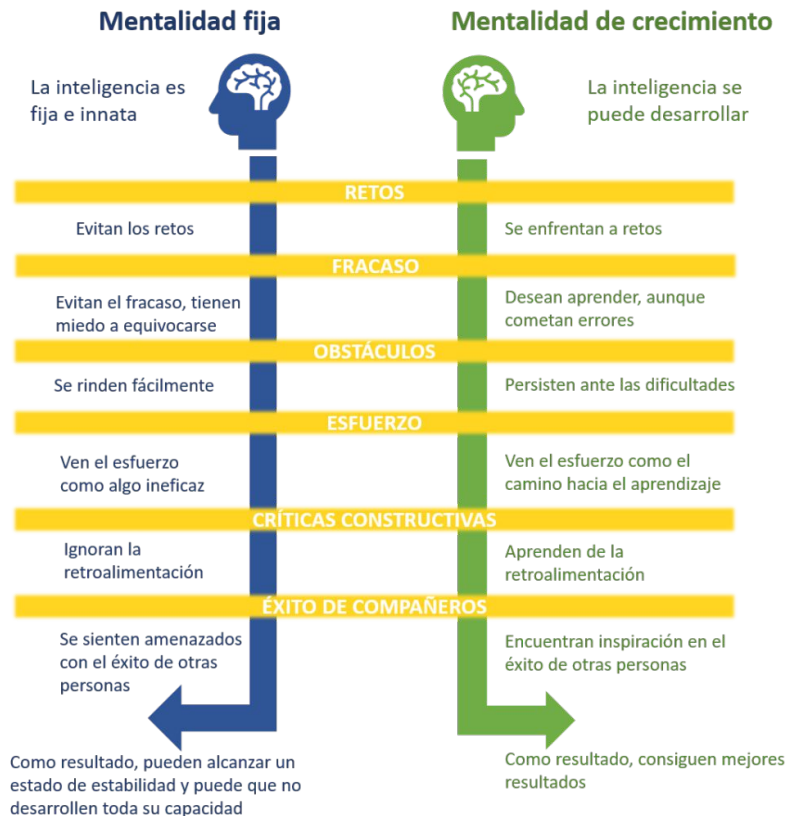 Mentalidad fija
Mentalidad de crecimiento
La inteligencia es
fija e innata
La inteligencia se
puede desarrollar
RETOS
Evitan los retos
Se enfrentan a retos
FRACASO
Evitan el fracaso, tienen
miedo a equivocarse
Desean aprender, aunque
cometan errores
OBSTÁCULOS
Se rinden fácilmente
Persisten ante las dificultades
ESFUERZO
Ven el esfuerzo
como algo ineficaz
Ven el esfuerzo como el
camino hacia el aprendizaje
CRÍTICAS CONSTRUCTIVAS
Ignoran la
retroalimentación
Aprenden de la
retroalimentación
ÉXITO DE COMPAÑEROS
Se sienten amenazados
con el éxito de otras
personas
Encuentran inspiración en el
éxito de otras personas
Como resultado, pueden alcanzar un
estado de estabilidad y puede que no
desarrollen toda su capacidad
Como resultado, consiguen mejores
resultados